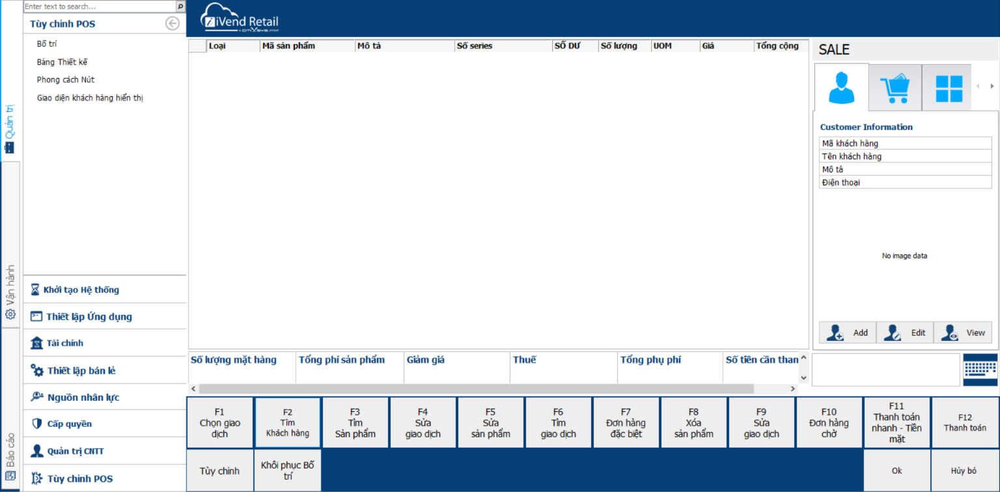 Enter text to search...
Tùy chỉnh POS
Bố trí
Bảng Thiết kế
Phong cách Nút
Giao diện khách hàng hiển thị
Quản trị
Vận hành
Báo cáo
Khởi tạo Hệ thống
Thiết lập Ứng dụng
Tài chính
Thiết lập bán lẻ
Nguồn nhân lực
Cấp quyền
Quản trị CNTT
Tùy chỉnh POS
iVend Retail
a CitiXsys product
Loại Mã sản phẩm Mô tả Số series SỐ DƯ Số lượng UOM Giá Tổng cộng
SALE
Customer Information
Mã khách hàng
Tên khách hàng
Mô tả
Điện thoại
No image data
Add Edit View
Số lượng mặt hàng Tổng phí sản phẩm Giảm giá Thuế Tổng phụ phí Số tiền cần than
F1
Chọn giao
dịch
F2
Tìm
Khách hàng
F3
Tìm
Sản phẩm
F4
Sửa
giao dịch
F5
Sửa
sản phẩm
F6
Tìm
giao dịch
F7
Đơn hàng
đặc biệt
F8
Xóa
sản phẩm
F9
Sửa
giao dịch
F10
Đơn hàng
chờ
F11
Thanh toán
nhanh - Tiền
mặt
F12
Thanh toán
Tùy chỉnh
Khôi phục Bố
trí
Ok
Hủy bỏ